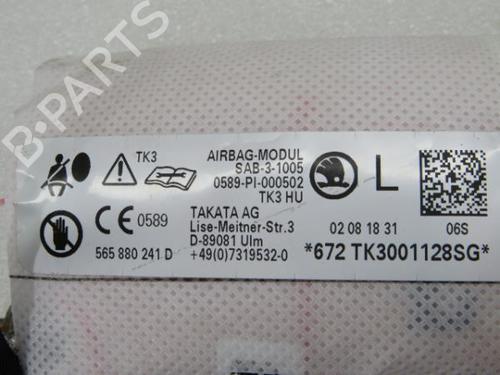 B-PARTS
TK3
AIRBAG-MODUL
SAB-3-1005
0589-PI-000502
TK3 HU
L
CE 0589
TAKATA AG
Lise-Meitner-Str.3
D-89081 Ulm
+49(0)7319532-0
565 880 241 D
02 08 18 31
06S
*672 TK3001128SG*